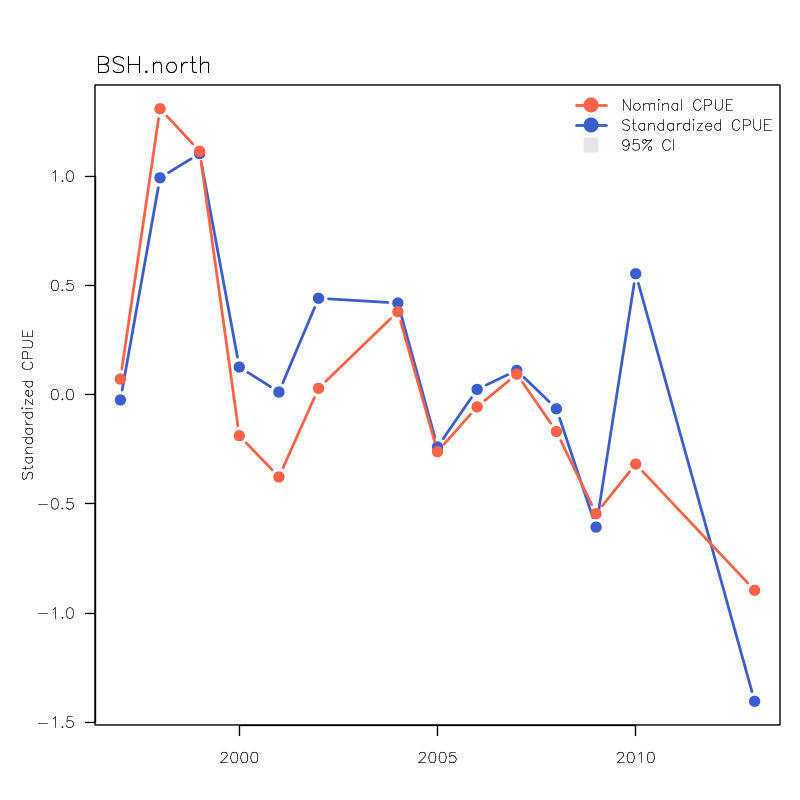 BSH.north
Nominal CPUE
Standardized CPUE
95% CI
1.0
0.5
0.0
−0.5
−1.0
−1.5
Standardized CPUE
2000 2005 2010